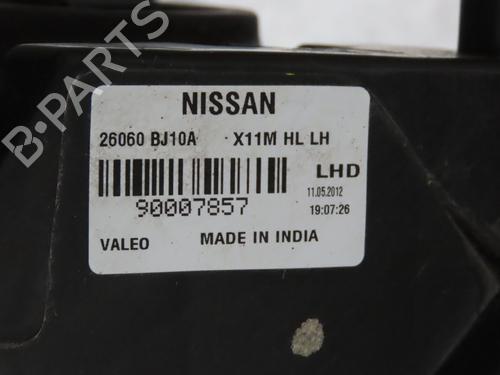 B-PARTS
NISSAN
26060 BJ10A X11M HL LH
LHD
11.05.2012
90007857 19:07:26
VALEO MADE IN INDIA